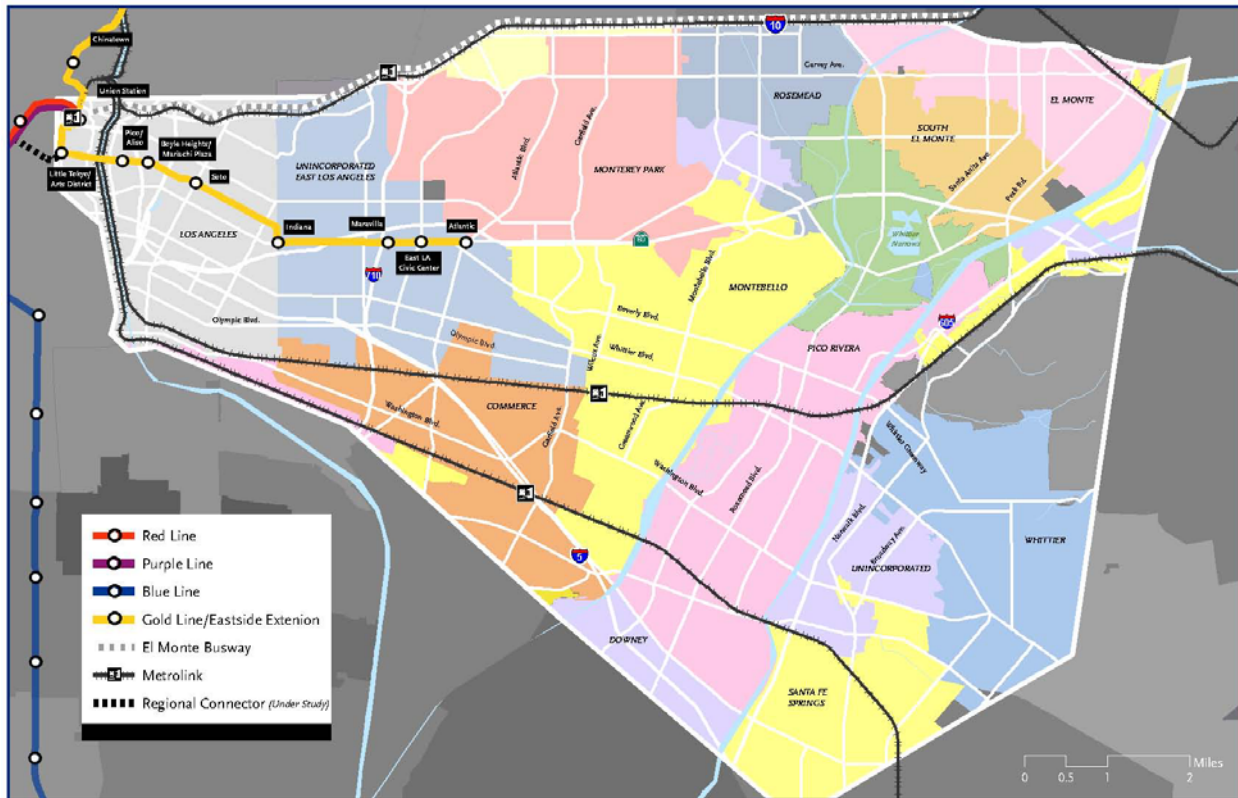 Chinatown
10
Union Station
Garvey Ave.
ROSEMEAD
EL MONTE
Pico/
Aliso
Boyle Heights/
Mariachi Plaza
SOUTH
EL MONTE
Atlantic Blvd.
Garfield Ave.
UNINCORPORATED
EAST LOS ANGELES
MONTEREY PARK
Santa Anita Ave
Peck Rd.
Little Tokyo/
Arts District
Soto
LOS ANGELES
Indiana
Maravilla
Atlantic
East LA
Civic Center
60
Whittier
Narrows
710
Montebello Blvd.
MONTEBELLO
Olympic Blvd.
Olympic Blvd.
Beverly Blvd.
Whittier Blvd.
Wilcox Ave.
PICO RIVERA
605
COMMERCE
Washington Blvd.
Garfield Ave.
Greenwood Ave.
Washington Blvd.
Rosemead Blvd.
Whittier Greenway
Norwalk Blvd.
Broadway Ave.
UNINCORPORATED
WHITTIER
5
DOWNEY
SANTA FE
SPRINGS
Red Line
Purple Line
Blue Line
Gold Line/Eastside Extenion
El Monte Busway
Metrolink
Regional Connector (Under Study)
Miles
0 0.5 1 2